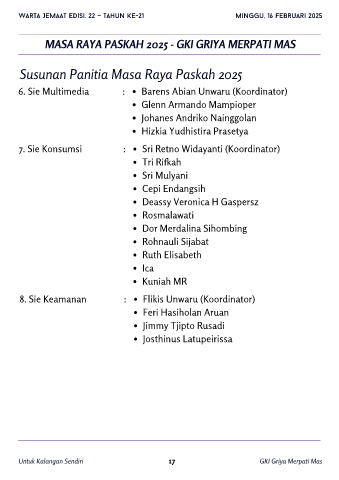 WARTA JEMAAT EDISI. 22 – TAHUN KE-21 MINGGU, 16 FEBRUARI 2025
MASA RAYA PASKAH 2025 - GKI GRIYA MERPATI MAS
Susunan Panitia Masa Raya Paskah 2025
6. Sie Multimedia : • Barens Abian Unwaru (Koordinator)
• Glenn Armando Mampioper
• Johanes Andriko Nainggolan
• Hizkia Yudhistira Prasetya
7. Sie Konsumsi : • Sri Retno Widayanti (Koordinator)
• Tri Rifkah
• Sri Mulyani
• Cepi Endangsih
• Deassy Veronica H Gaspersz
• Rosmalawati
• Dor Merdalina Sihombing
• Rohnauli Sijabat
• Ruth Elisabeth
• Ica
• Kuniah MR
8. Sie Keamanan : • Flikis Unwaru (Koordinator)
• Feri Hasiholan Aruan
• Jimmy Tjipto Rusadi
• Josthinus Latupeirissa
Untuk Kalangan Sendiri 17 GKI Griya Merpati Mas